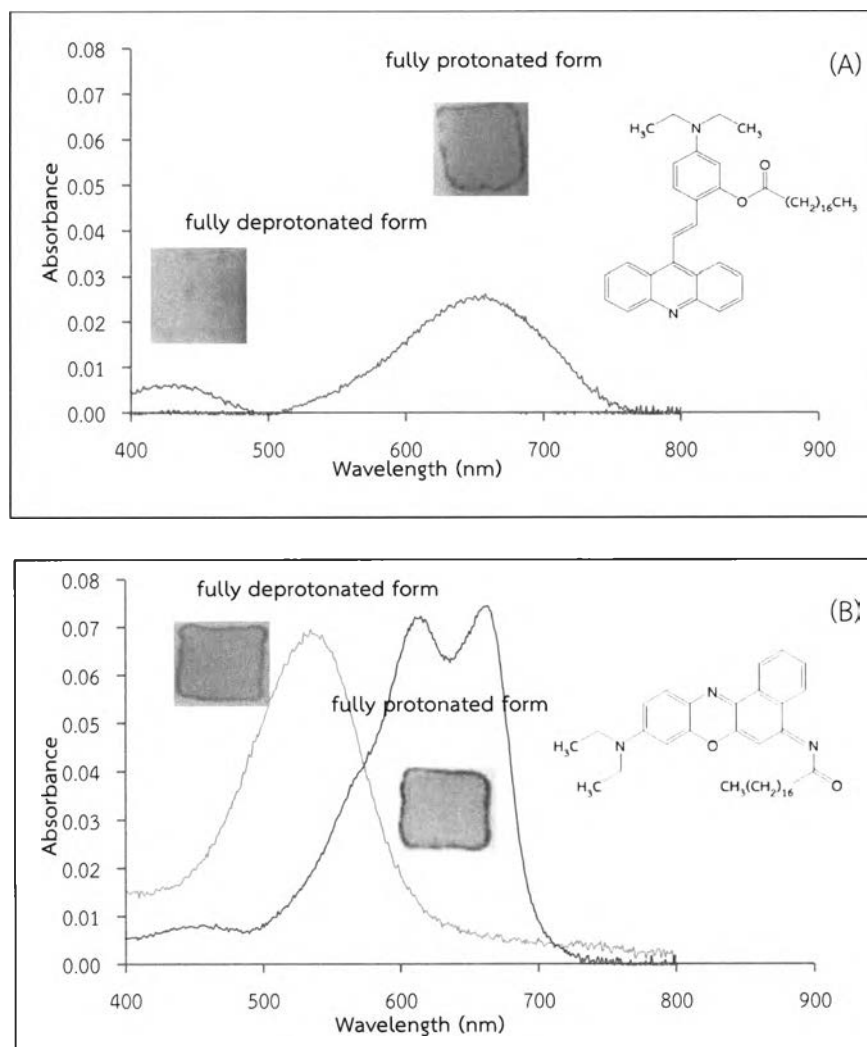 (A)
fully protonated form
fully deprotonated form
0.08
0.07
0.06
0.05
0.04
0.03
0.02
0.01
0.00
Absorbance
400 500 600 700 800 900
Wavelength (nm)
H₃C N CH₃
O
O (CH₂)₁₆CH₃
N
(B)
fully deprotonated form
fully protonated form
0.08
0.07
0.06
0.05
0.04
0.03
0.02
0.01
0.00
Absorbance
400 500 600 700 800 900
Wavelength (nm)
N
H₃C N O N
H₃C CH₃(CH₂)₁₆ O